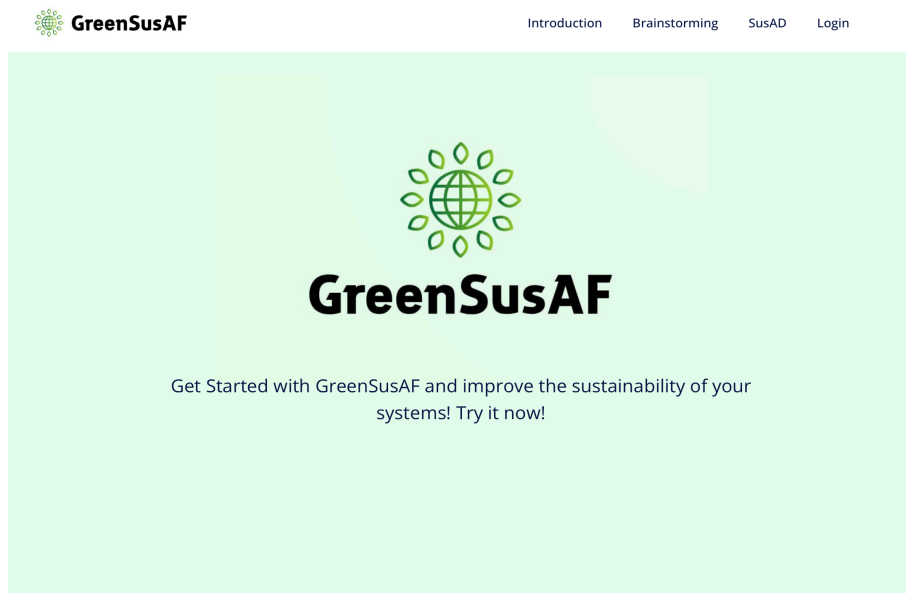 GreenSusAF
Introduction Brainstorming SusAD Login
GreenSusAF
Get Started with GreenSusAF and improve the sustainability of your
systems! Try it now!